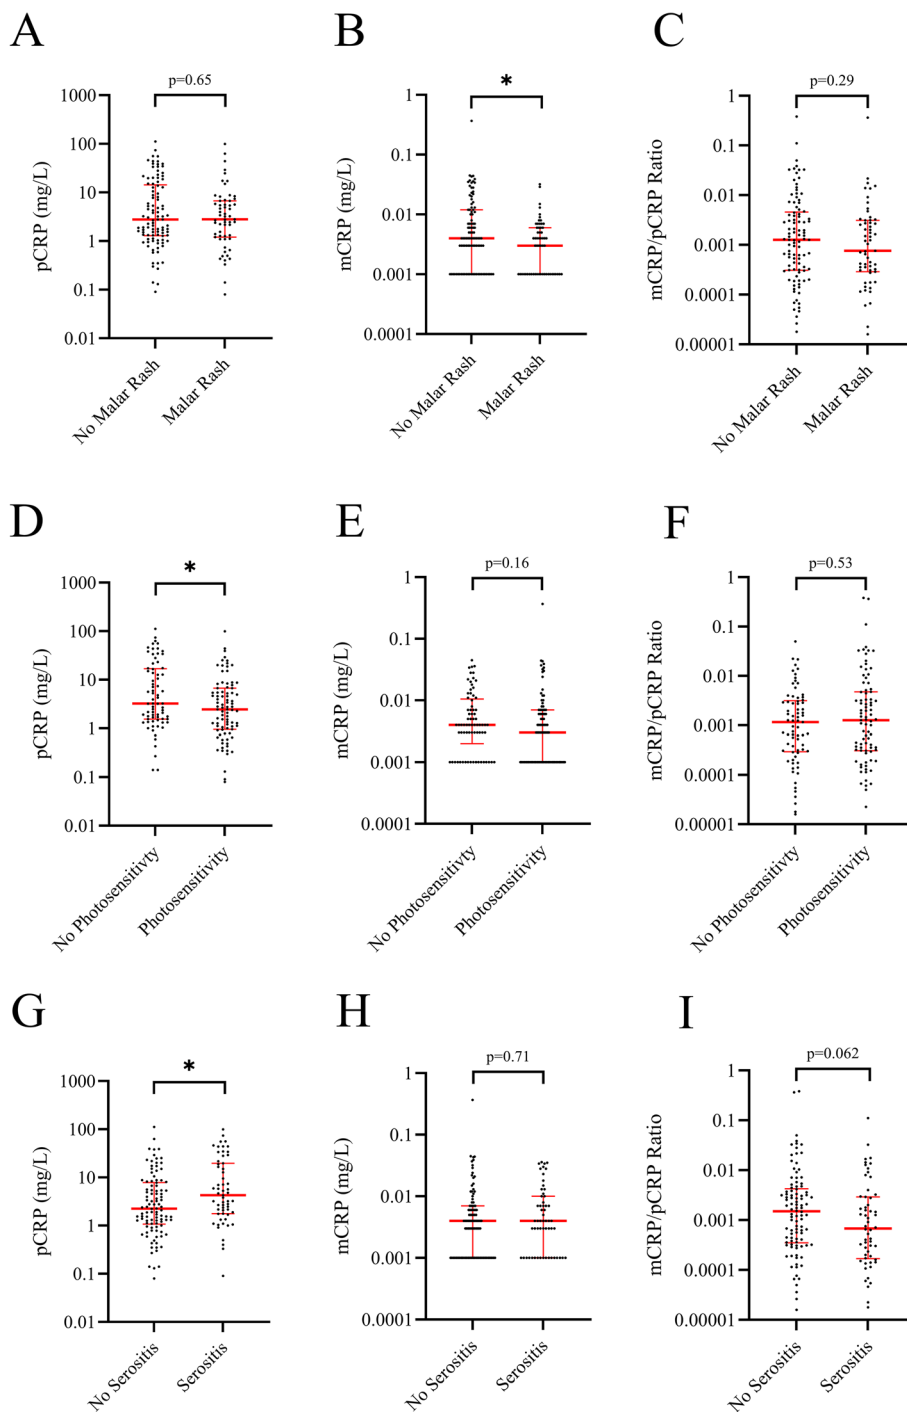 A
B
C
p=0.65
*
p=0.29
pCRP (mg/L)
1000
100
10
1
0.1
0.01
No Malar Rash
Malar Rash
mCRP (mg/L)
1
0.1
0.01
0.001
0.0001
No Malar Rash
Malar Rash
mCRP/pCRP Ratio
1
0.1
0.01
0.001
0.0001
0.00001
No Malar Rash
Malar Rash
D
E
F
*
p=0.16
p=0.53
pCRP (mg/L)
1000
100
10
1
0.1
0.01
No Photosensitivty
Photosensitivity
mCRP (mg/L)
1
0.1
0.01
0.001
0.0001
No Photosensitivty
Photosensitivity
mCRP/pCRP Ratio
1
0.1
0.01
0.001
0.0001
0.00001
No Photosensitivty
Photosensitivity
G
H
I
*
p=0.71
p=0.062
pCRP (mg/L)
1000
100
10
1
0.1
0.01
No Serositis
Serositis
mCRP (mg/L)
1
0.1
0.01
0.001
0.0001
No Serositis
Serositis
mCRP/pCRP Ratio
1
0.1
0.01
0.001
0.0001
0.00001
No Serositis
Serositis